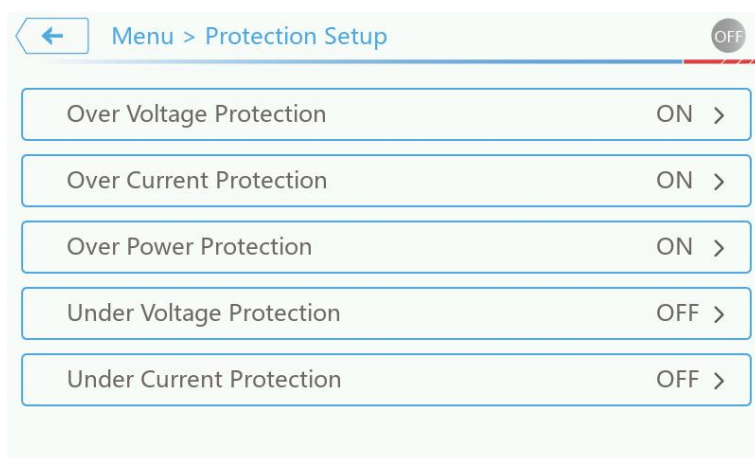 Menu > Protection Setup OFF
Over Voltage Protection ON >
Over Current Protection ON >
Over Power Protection ON >
Under Voltage Protection OFF >
Under Current Protection OFF >